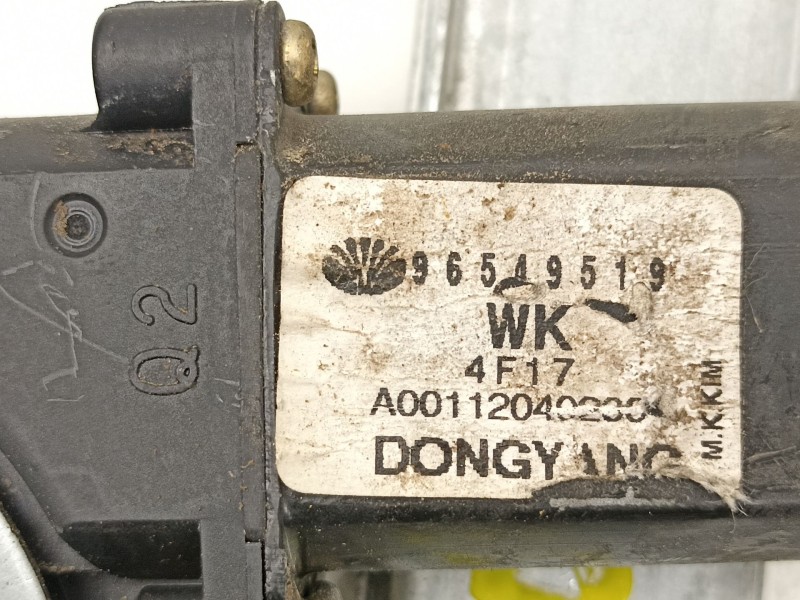 96549519
WK
4F17
DONGYANG
M.K.KIM
Q2